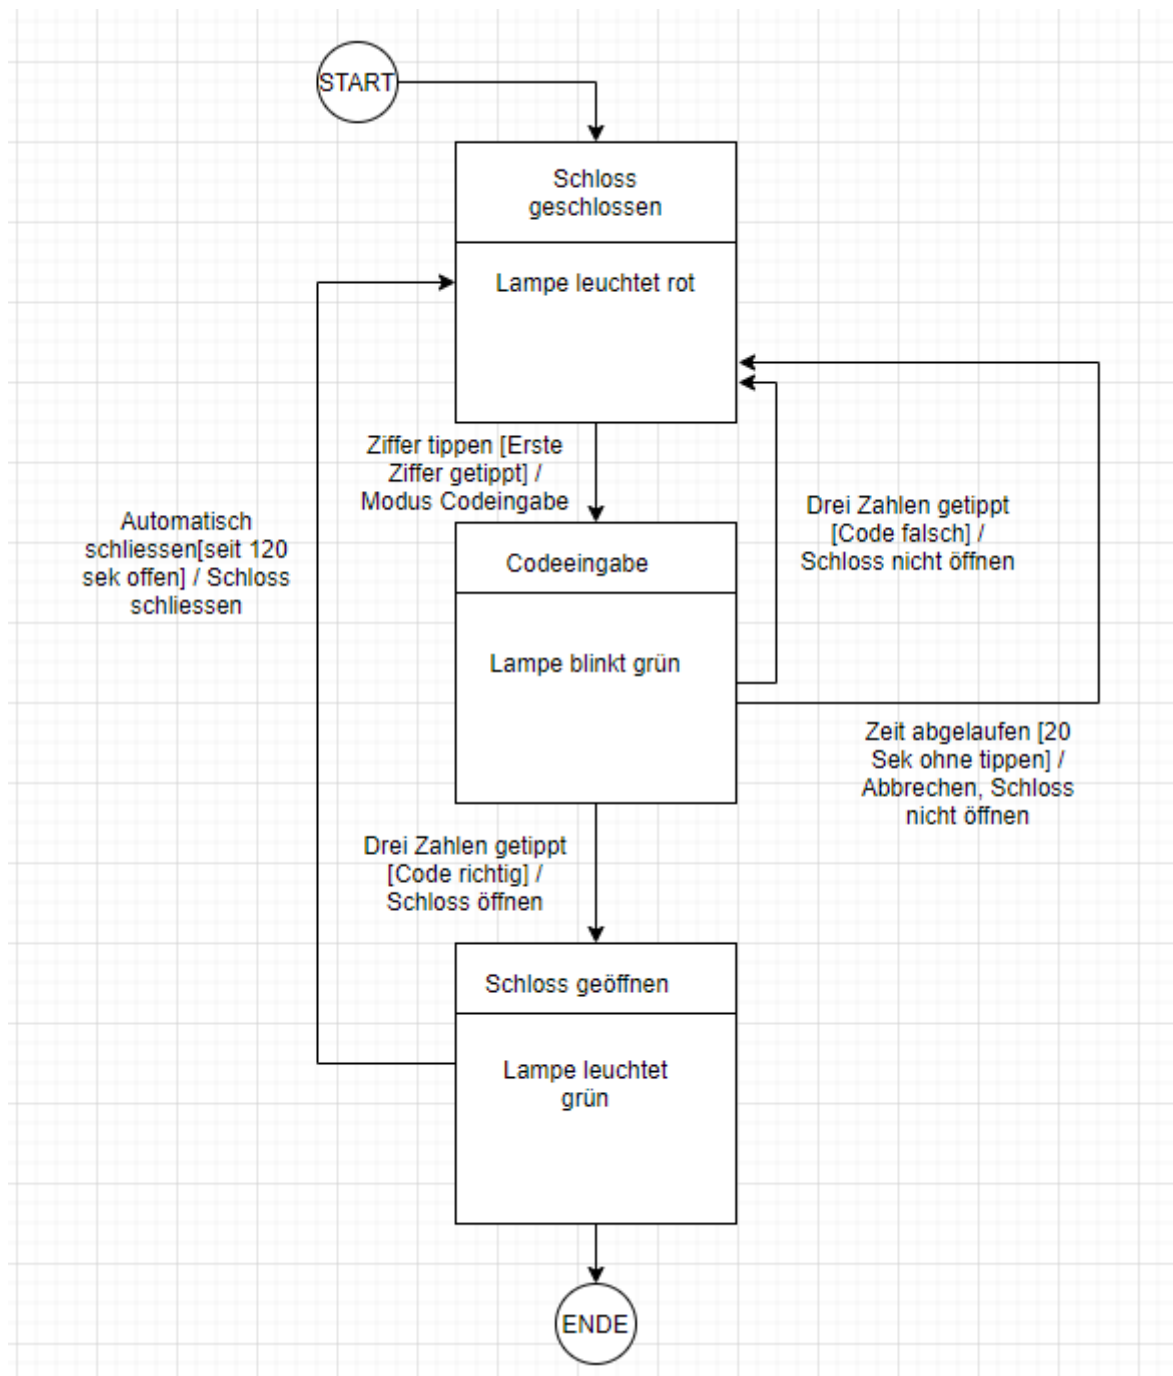 START
Schloss
geschlossen
Lampe leuchtet rot
Ziffer tippen [Erste
Ziffer getippt] /
Modus Codeingabe
Drei Zahlen getippt
[Code falsch] /
Schloss nicht öffnen
Automatisch
schliessen[seit 120
sek offen] / Schloss
schliessen
Codeeingabe
Lampe blinkt grün
Zeit abgelaufen [20
Sek ohne tippen] /
Abbrechen, Schloss
nicht öffnen
Drei Zahlen getippt
[Code richtig] /
Schloss öffnen
Schloss geöffnen
Lampe leuchtet
grün
ENDE